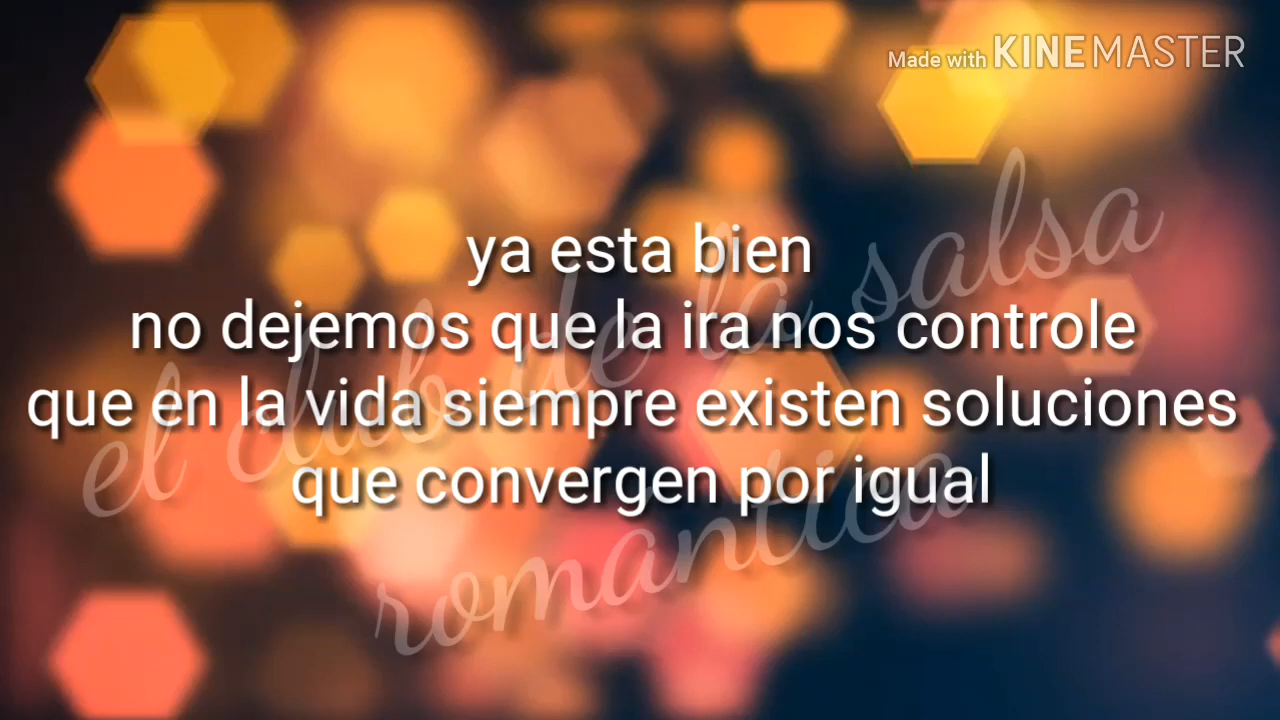 Made with KINEMASTER
ya esta bien
no dejemos que la ira nos controle
que en la vida siempre existen soluciones
que convergen por igual
el club de la salsa
romantica